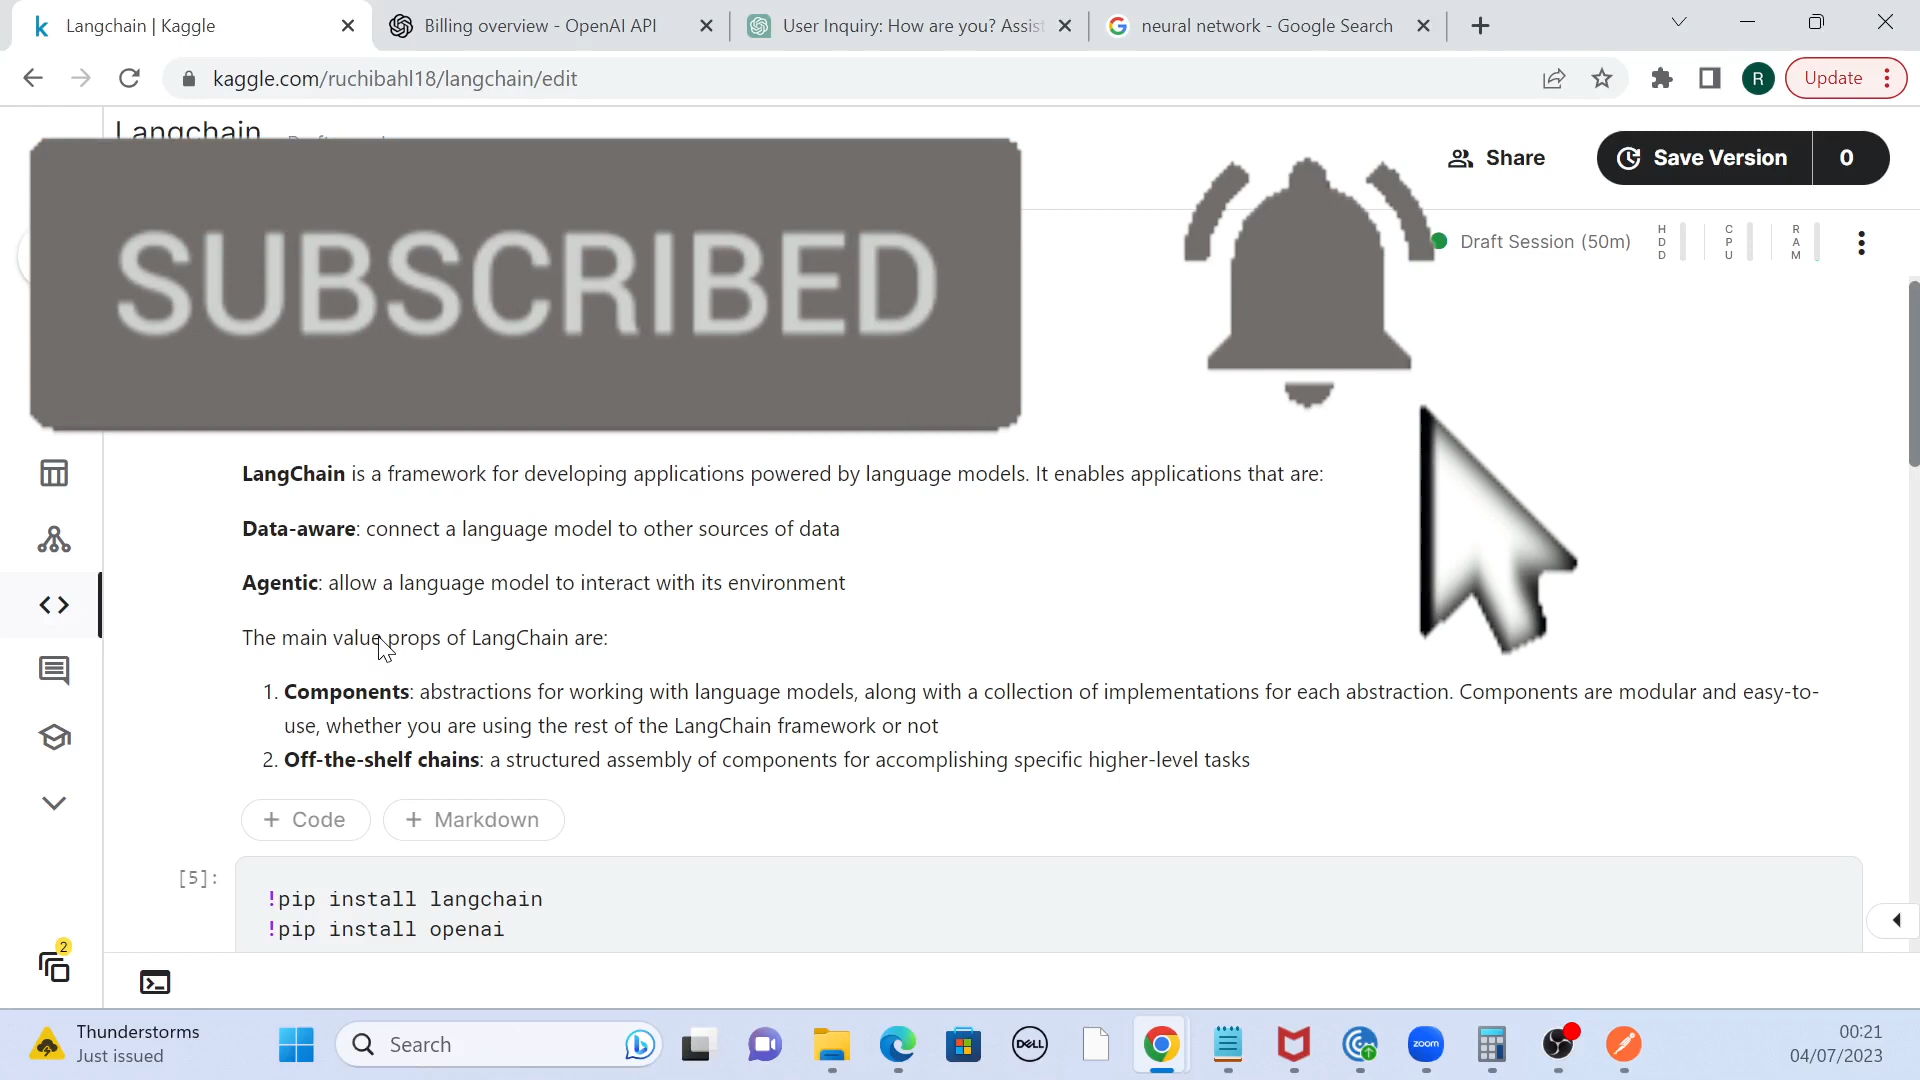 Langchain | Kaggle
Billing overview - OpenAI API
User Inquiry: How are you? Assist
neural network - Google Search
kaggle.com/ruchibahl18/langchain/edit
R
Update
Langchain
Share
Save Version
0
SUBSCRIBED
Draft Session (50m)
HDD
CPU
RAM
LangChain is a framework for developing applications powered by language models. It enables applications that are:
Data-aware: connect a language model to other sources of data
Agentic: allow a language model to interact with its environment
The main value props of LangChain are:
1. Components: abstractions for working with language models, along with a collection of implementations for each abstraction. Components are modular and easy-to-
use, whether you are using the rest of the LangChain framework or not
2. Off-the-shelf chains: a structured assembly of components for accomplishing specific higher-level tasks
+ Code
+ Markdown
[5]:
!pip install langchain
!pip install openai
2
Thunderstorms
Just issued
Search
DELL
zoom
00:21
04/07/2023